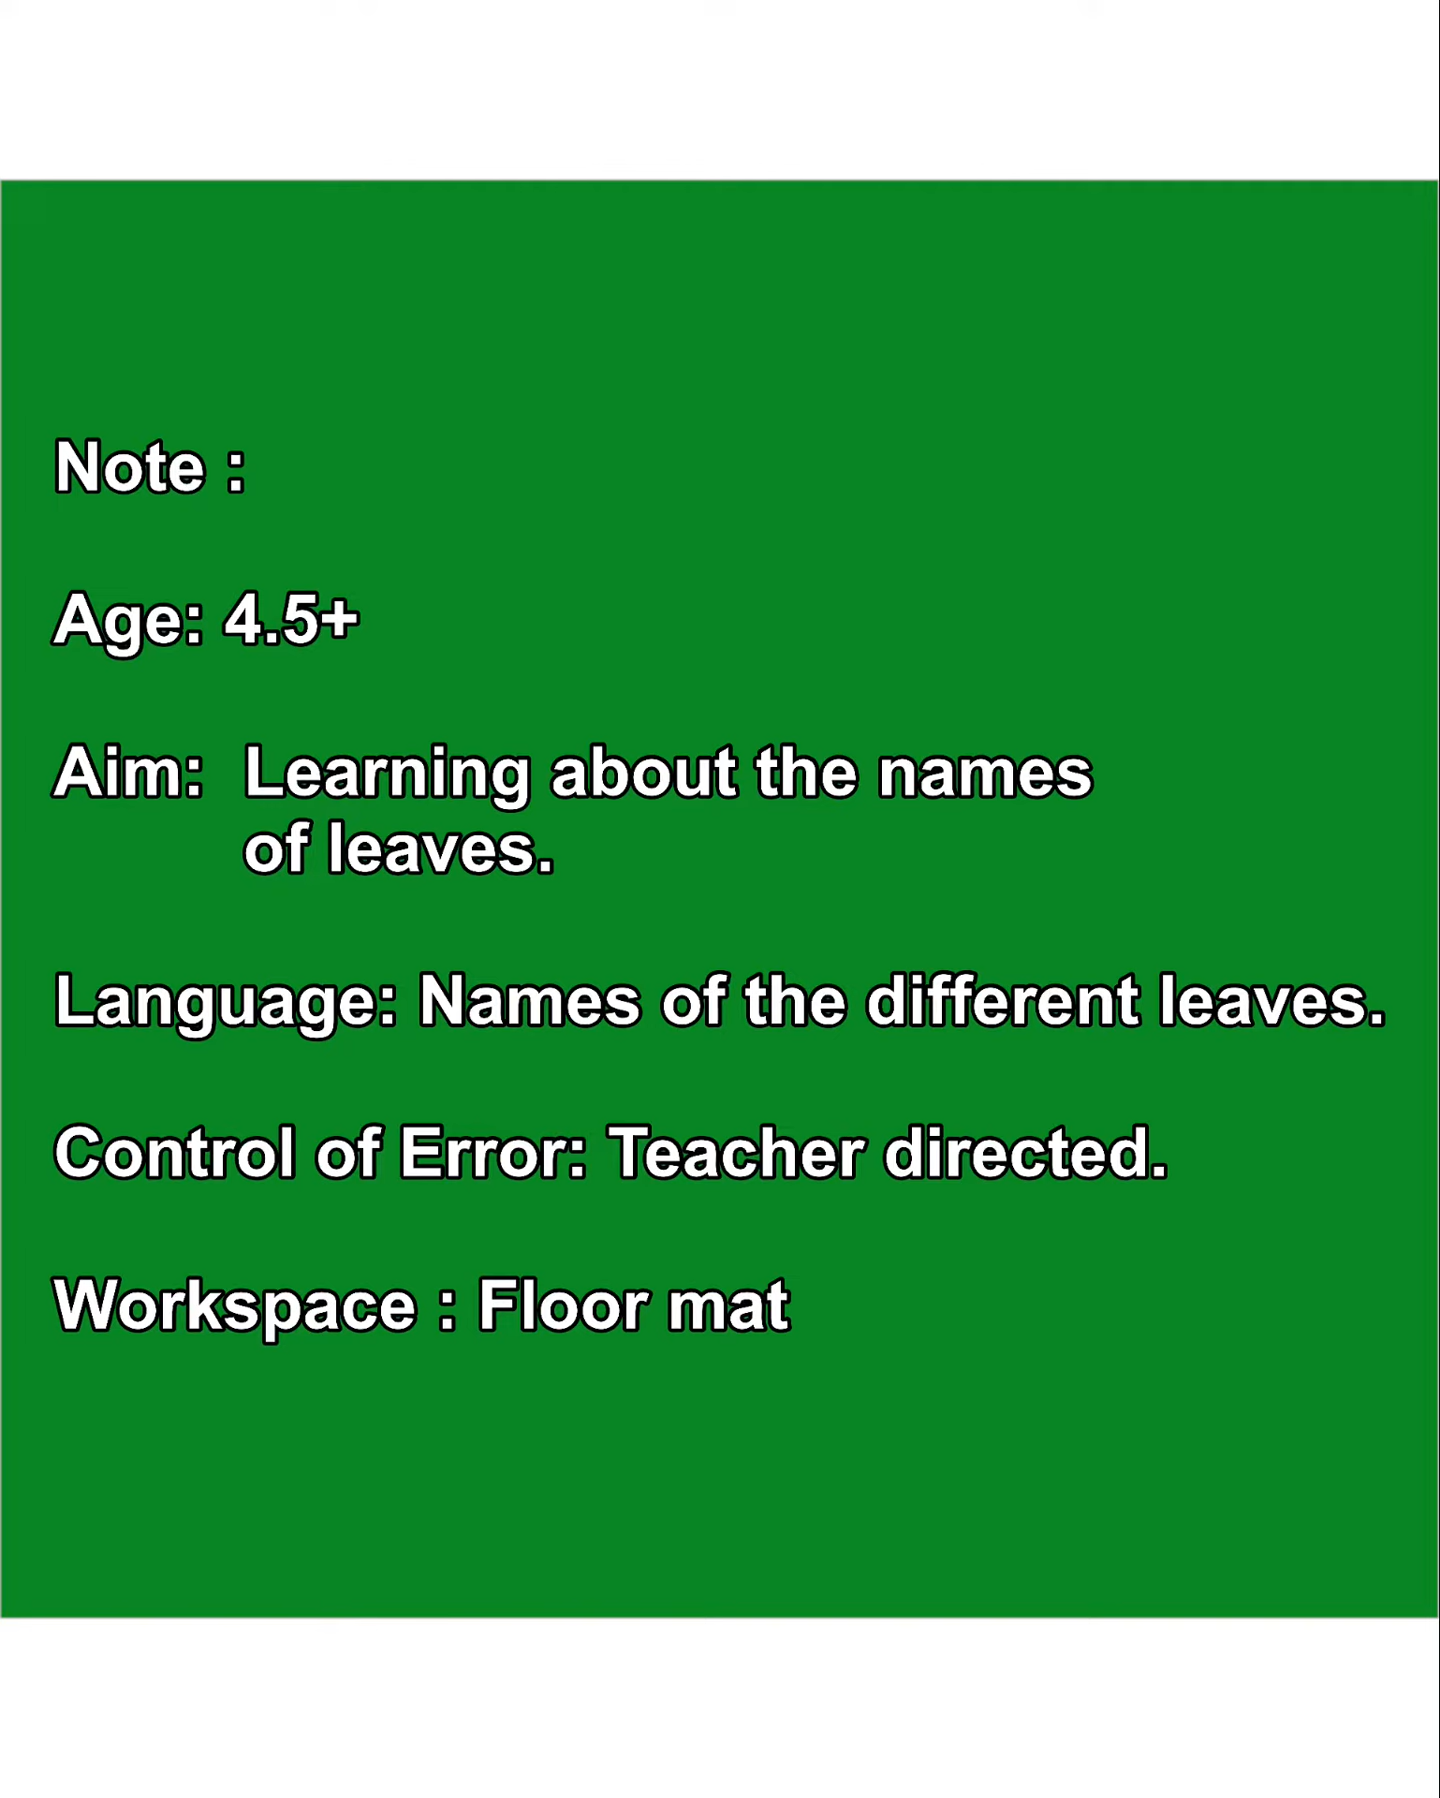 Note :
Age: 4.5+
Aim: Learning about the names
of leaves.
Language: Names of the different leaves.
Control of Error: Teacher directed.
Workspace : Floor mat